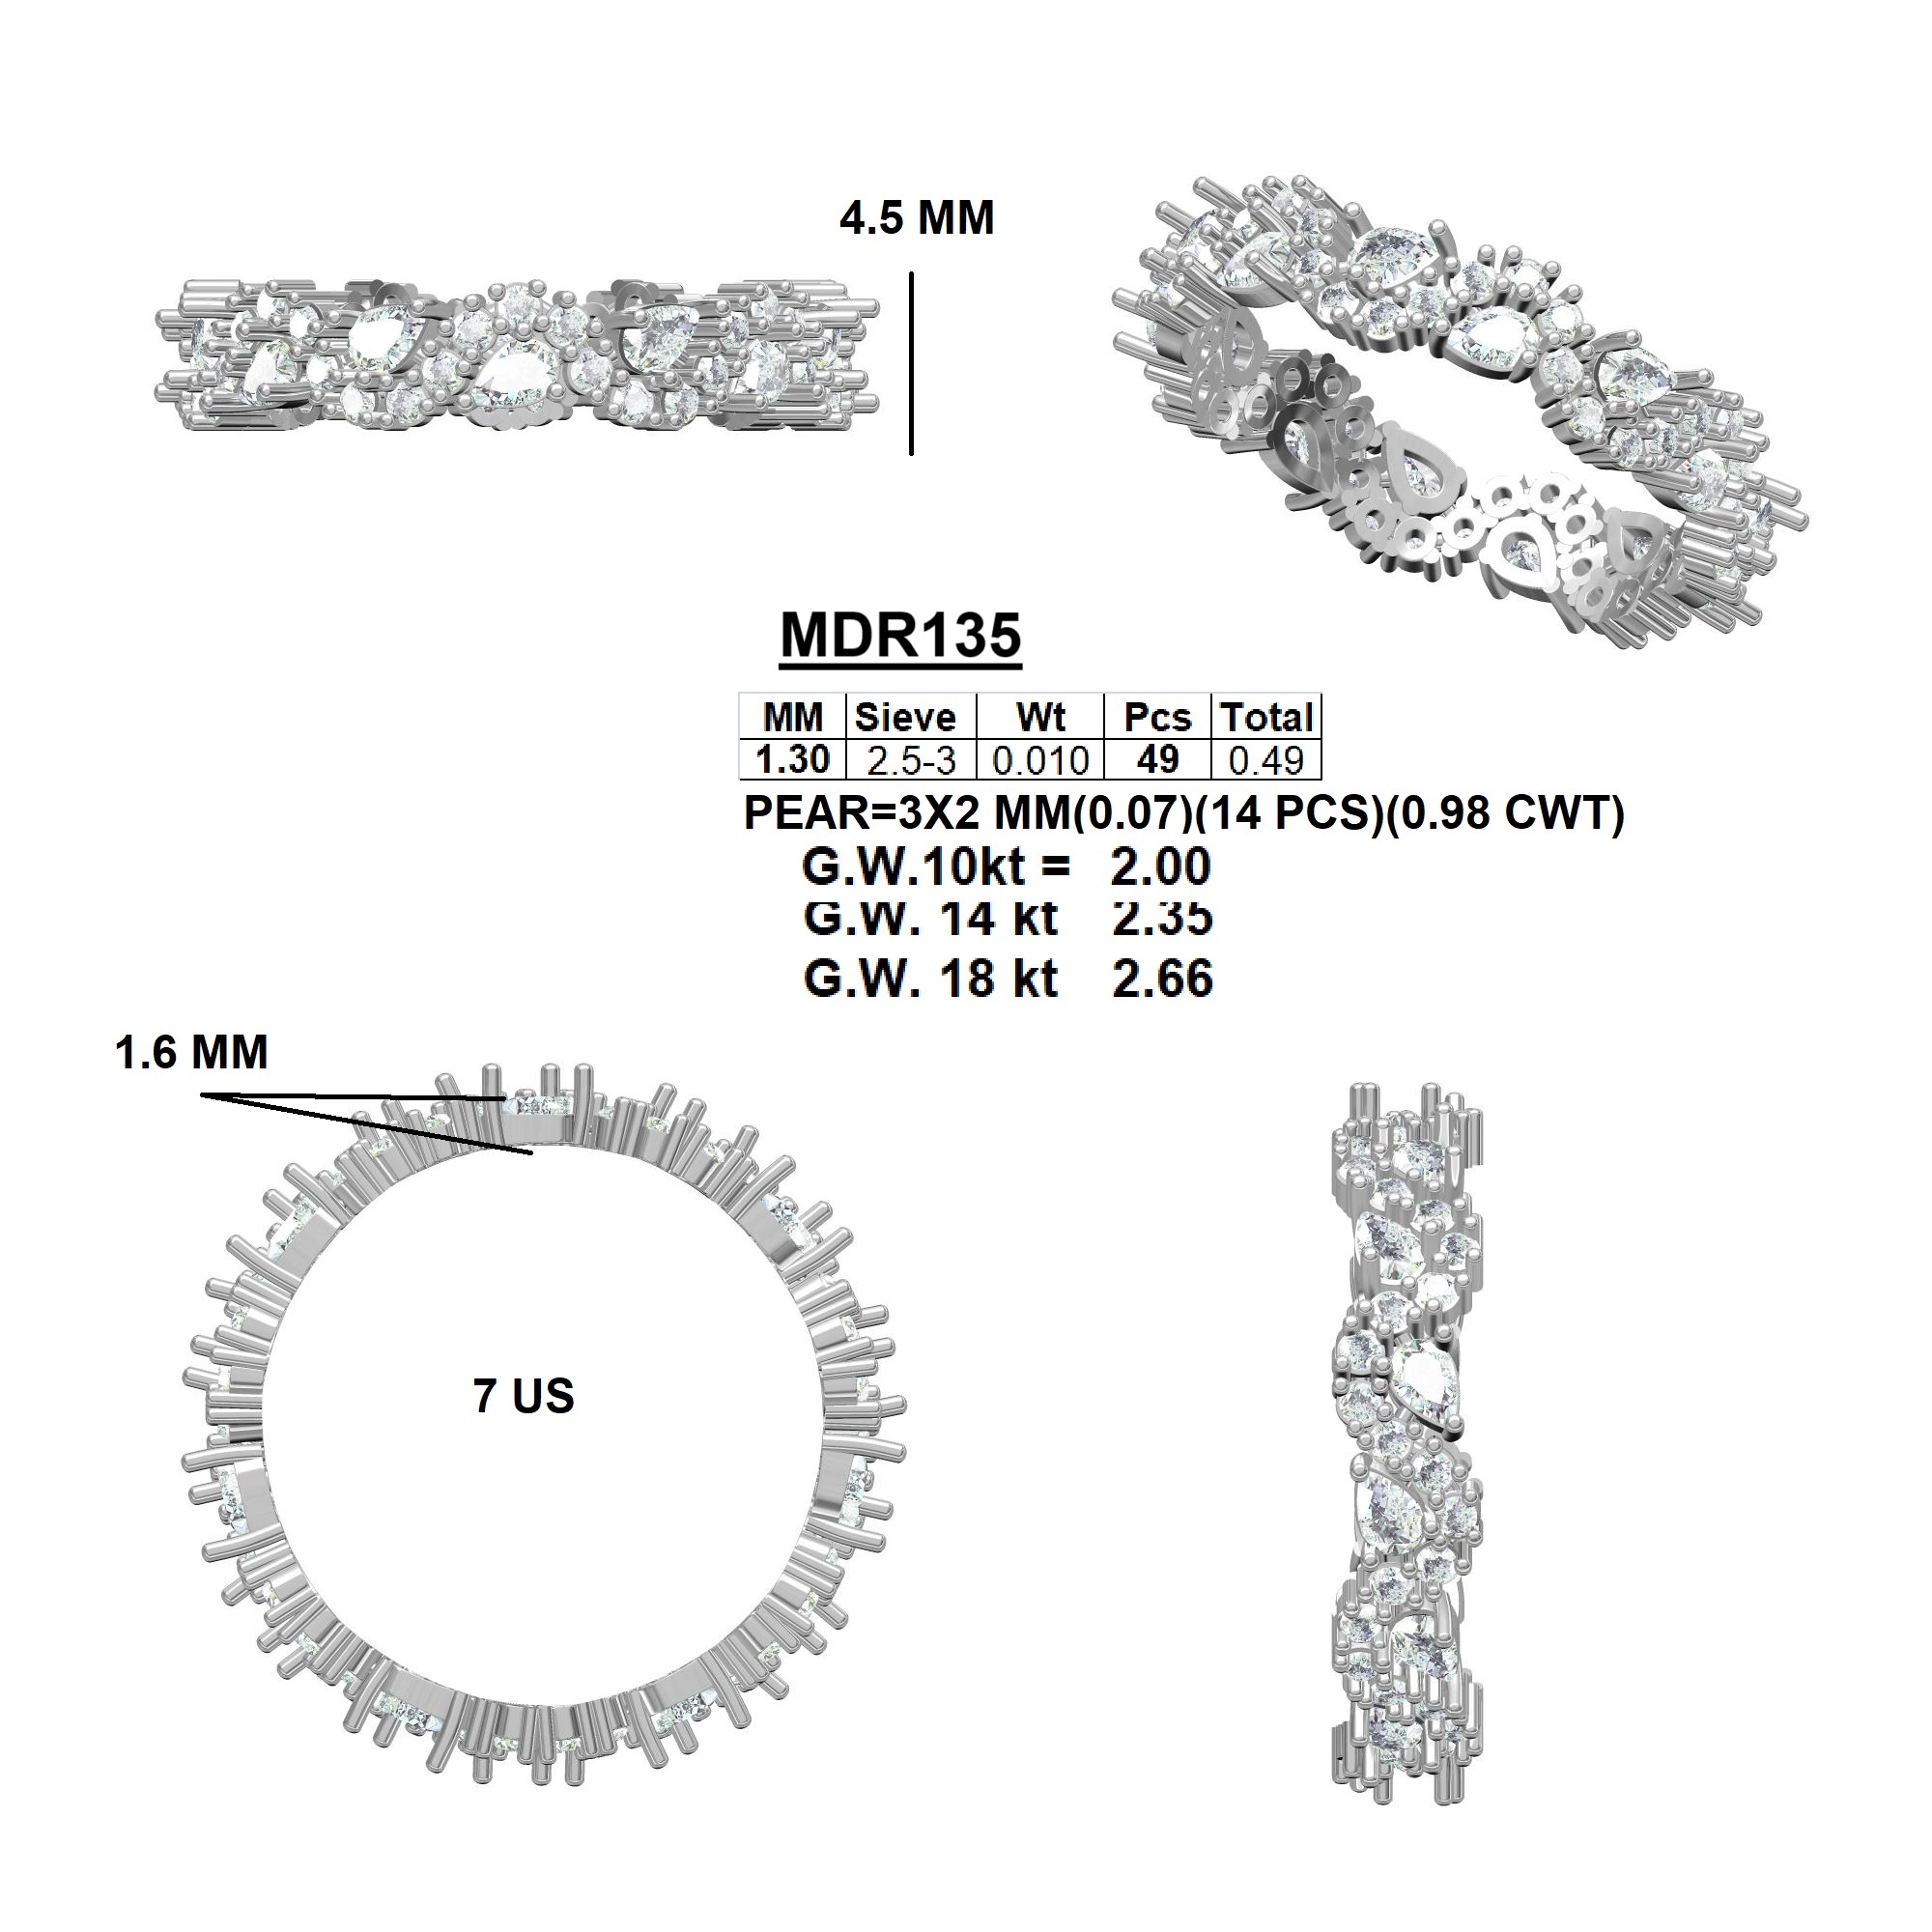 4.5 MM
MDR135
MM Sieve Wt Pcs Total
1.30 2.5-3 0.010 49 0.49
PEAR=3X2 MM(0.07)(14 PCS)(0.98 CWT)
G.W.10kt = 2.00
G.W. 14 kt 2.35
G.W. 18 kt 2.66
1.6 MM
7 US